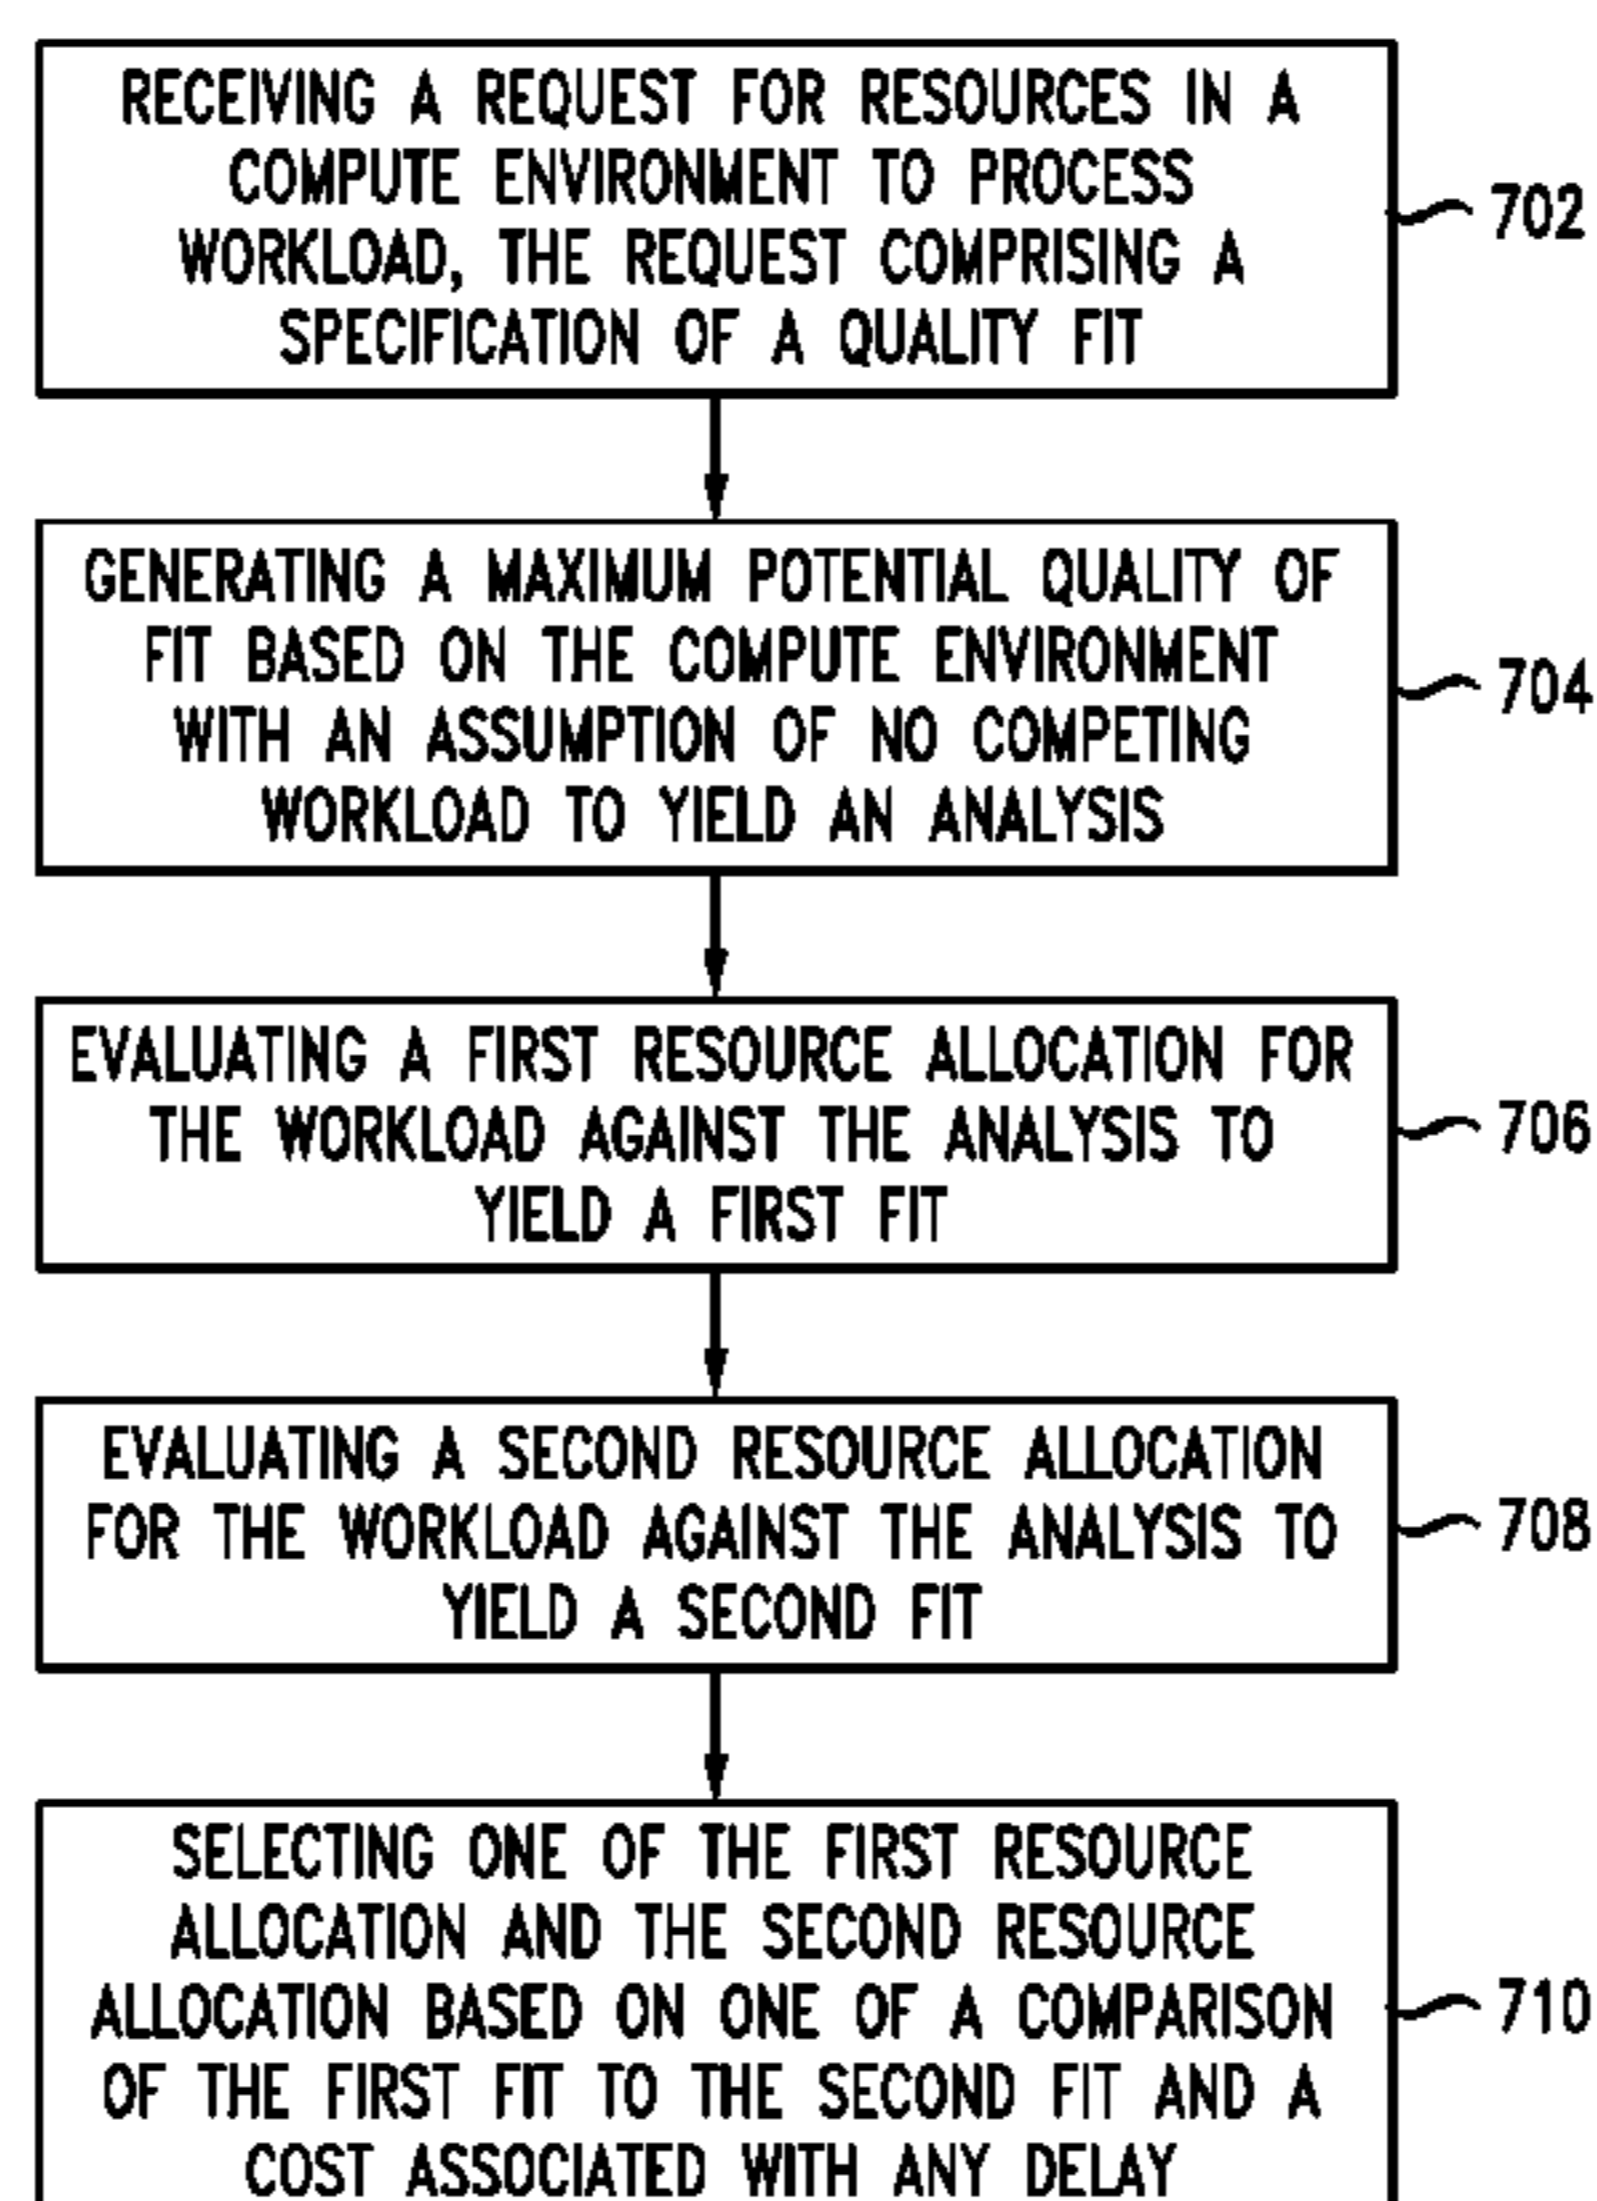 RECEIVING A REQUEST FOR RESOURCES IN A
COMPUTE ENVIRONMENT TO PROCESS
WORKLOAD, THE REQUEST COMPRISING A
SPECIFICATION OF A QUALITY FIT
702
GENERATING A MAXIMUM POTENTIAL QUALITY OF
FIT BASED ON THE COMPUTE ENVIRONMENT
WITH AN ASSUMPTION OF NO COMPETING
WORKLOAD TO YIELD AN ANALYSIS
704
EVALUATING A FIRST RESOURCE ALLOCATION FOR
THE WORKLOAD AGAINST THE ANALYSIS TO
YIELD A FIRST FIT
706
EVALUATING A SECOND RESOURCE ALLOCATION
FOR THE WORKLOAD AGAINST THE ANALYSIS TO
YIELD A SECOND FIT
708
SELECTING ONE OF THE FIRST RESOURCE
ALLOCATION AND THE SECOND RESOURCE
ALLOCATION BASED ON ONE OF A COMPARISON
OF THE FIRST FIT TO THE SECOND FIT AND A
COST ASSOCIATED WITH ANY DELAY
710